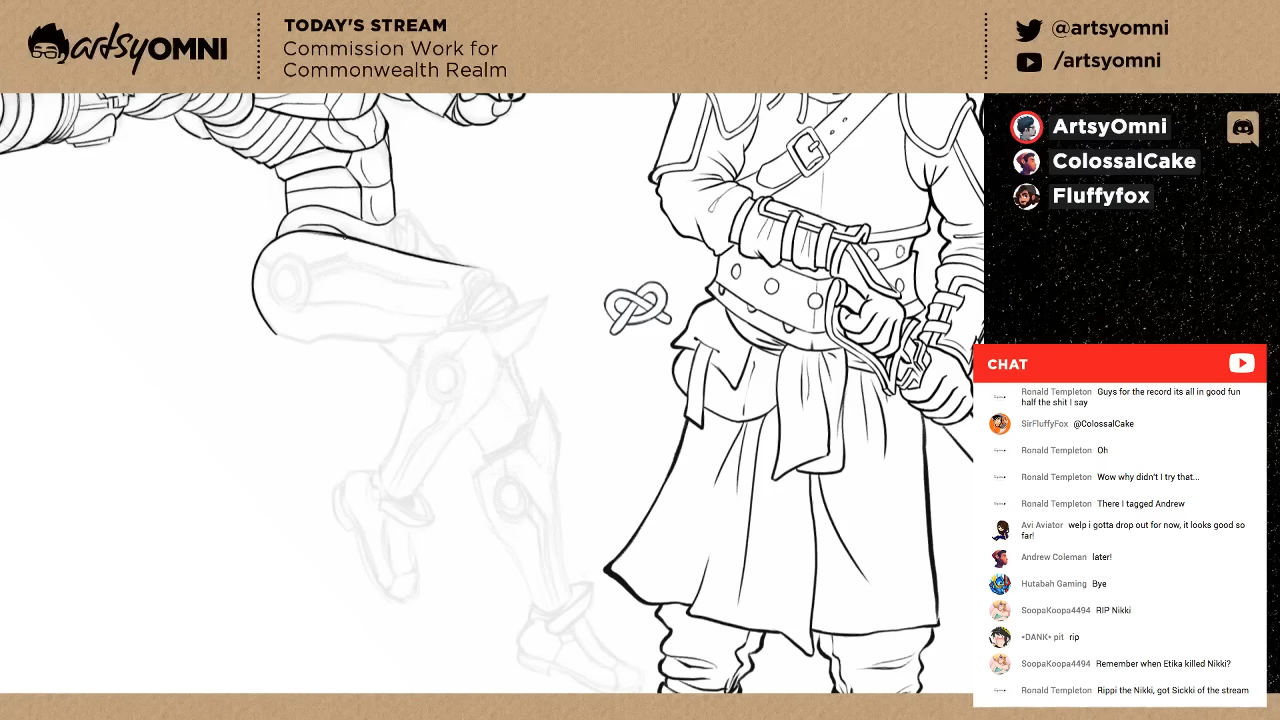 artsyOMNI
TODAY'S STREAM
Commission Work for
Commonwealth Realm
@artsyomni
/artsyomni
ArtsyOmni
ColossalCake
Fluffyfox
CHAT
Ronald Templeton Guys for the record its all in good fun
half the shit I say
SirFluffyFox @ColossalCake
Ronald Templeton Oh
Ronald Templeton Wow why didn't I try that...
Ronald Templeton There I tagged Andrew
Avi Aviator welp i gotta drop out for now, it looks good so
far!
Andrew Coleman later!
Hutabah Gaming Bye
SoopaKoopa4494 RIP Nikki
*DANK* pit rip
SoopaKoopa4494 Remember when Etika killed Nikki?
Ronald Templeton Rippi the Nikki, got Sickki of the stream